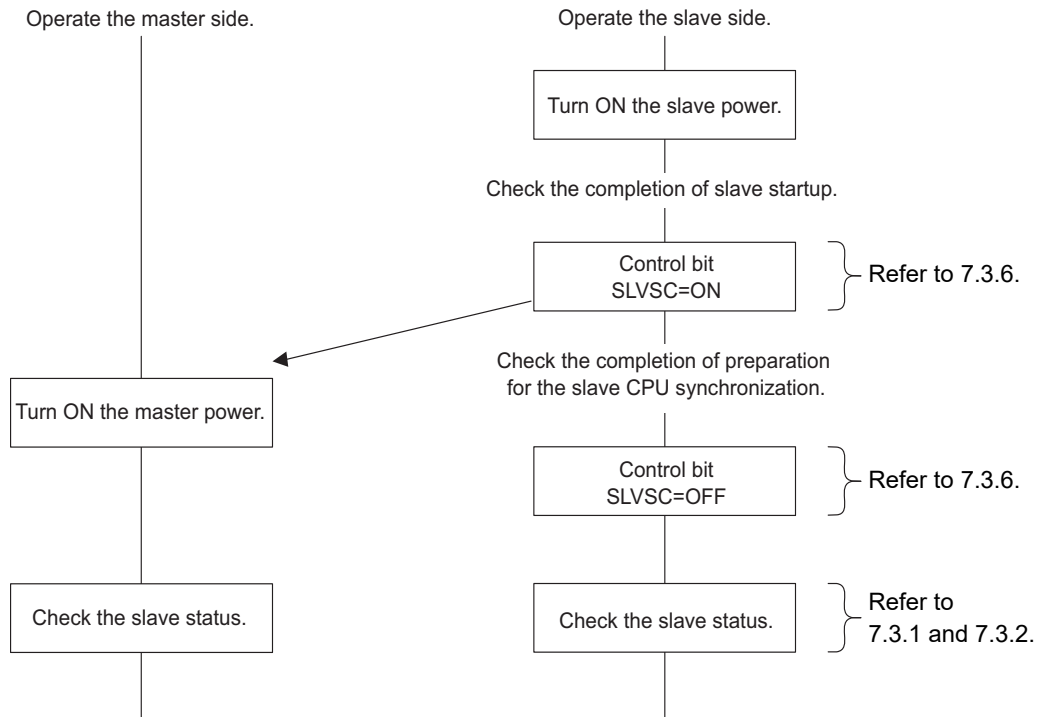 Operate the master side.
Operate the slave side.
Turn ON the slave power.
Check the completion of slave startup.
Control bit
SLVSC=ON
Refer to 7.3.6.
Check the completion of preparation
for the slave CPU synchronization.
Turn ON the master power.
Control bit
SLVSC=OFF
Refer to 7.3.6.
Check the slave status.
Check the slave status.
Refer to
7.3.1 and 7.3.2.